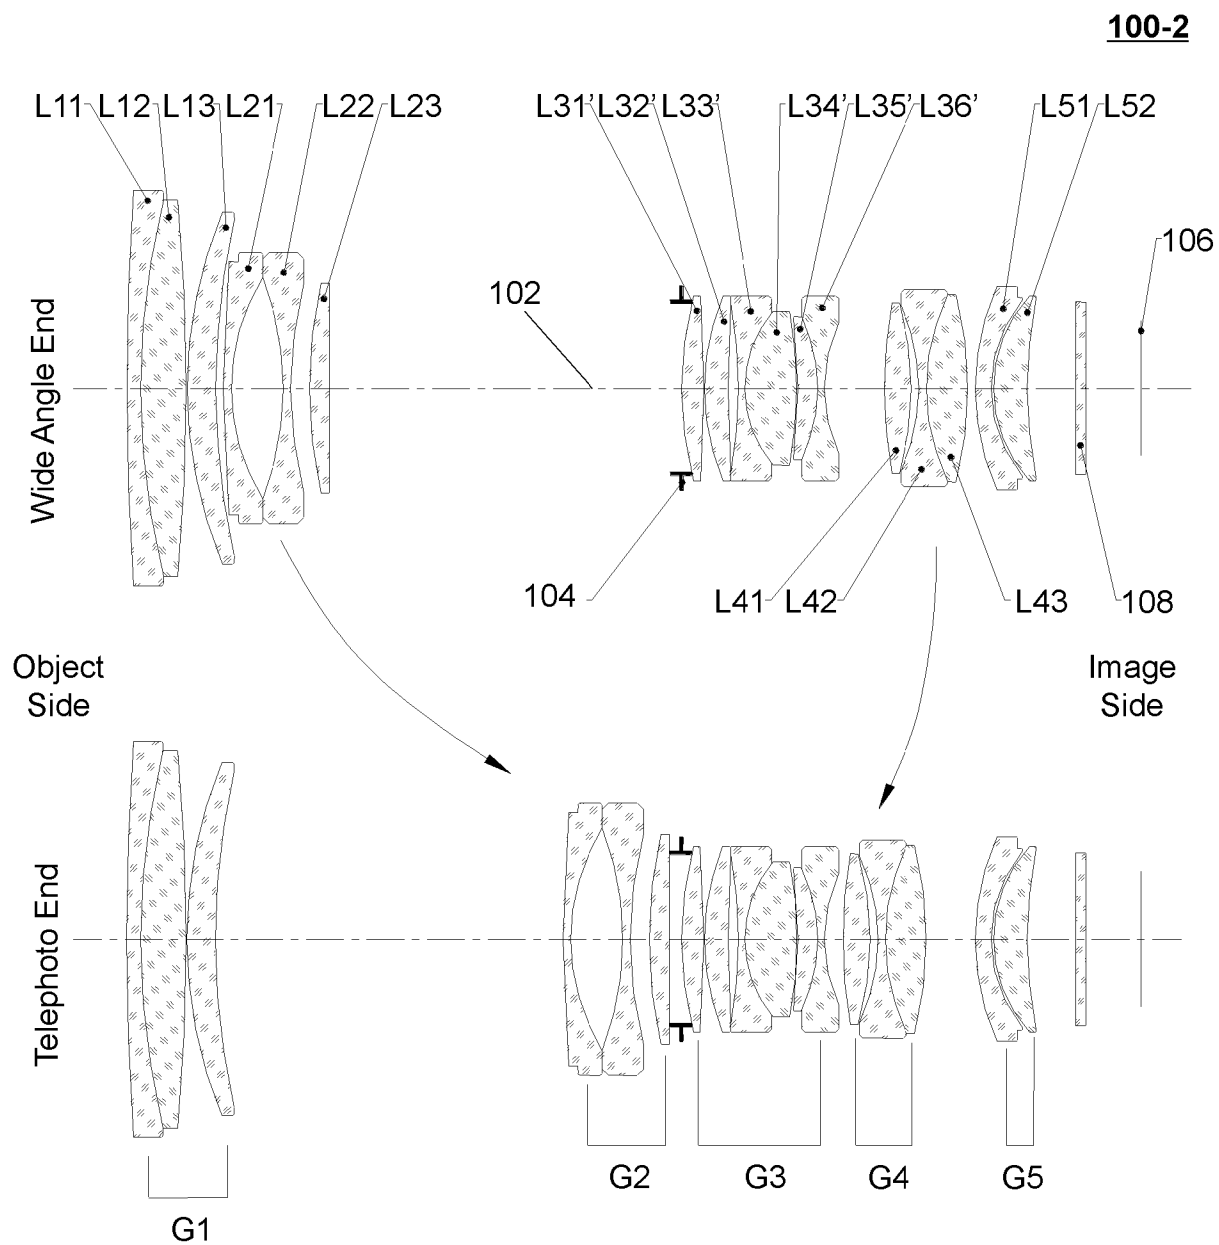 100-2
L11 L12 L13 L21 L22 L23 L31' L32' L33' L34' L35' L36' L51 L52
106
102
Wide Angle End
104 L41 L42 L43 108
Object
Side
Image
Side
Telephoto End
G2 G3 G4 G5
G1